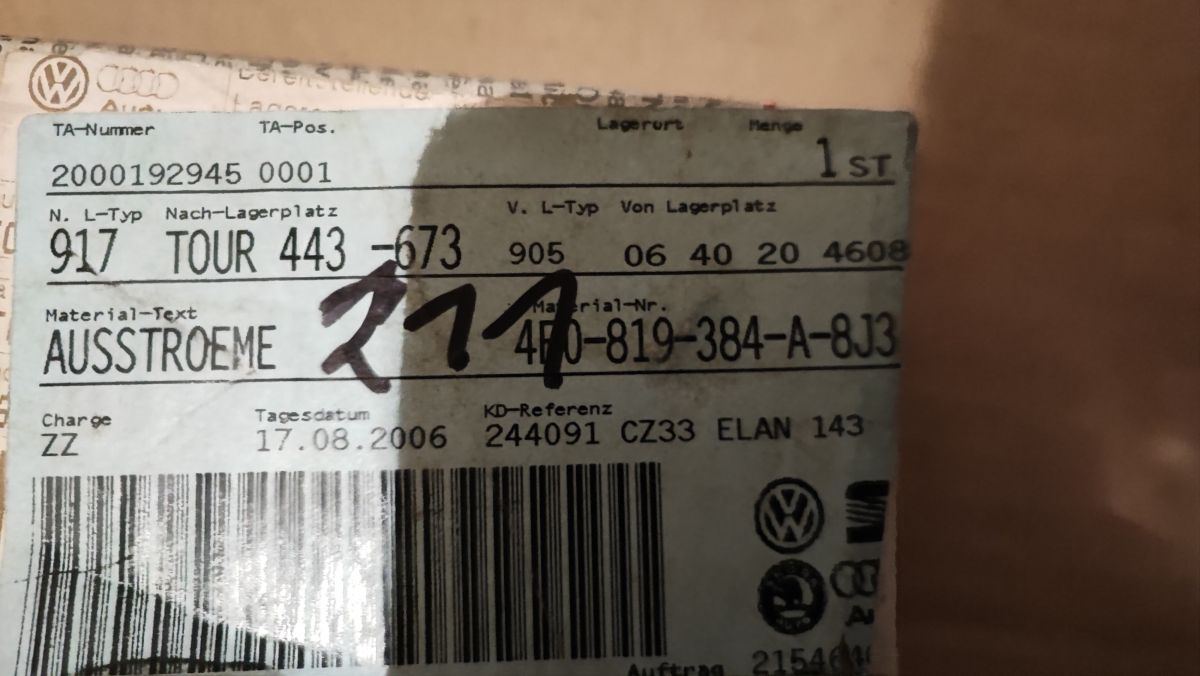 TA-Nummer TA-Pos. Lagerort Menge
2000192945 0001 1 ST
N. L-Typ Nach-Lagerplatz V. L-Typ Von Lagerplatz
917 TOUR 443 -673 905 06 40 20 4608
Material-Text Material-Nr.
AUSSTROEME 211 -819-384-A-8J3
Charge Tagesdatum KD-Referenz
ZZ 17.08.2006 244091 CZ33 ELAN 143
Auftrag